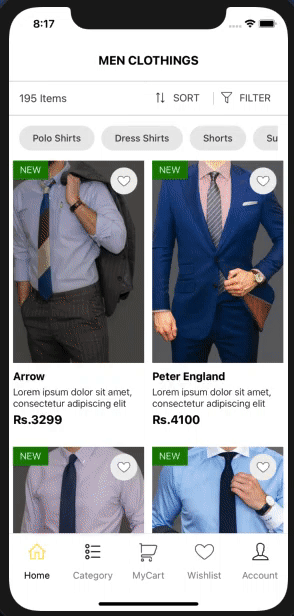 8:17
MEN CLOTHINGS
195 Items
SORT
FILTER
Polo Shirts
Dress Shirts
Shorts
Su
NEW
NEW
Arrow
Lorem ipsum dolor sit amet,
consectetur adipiscing elit
Rs.3299
Peter England
Lorem ipsum dolor sit amet,
consectetur adipiscing elit
Rs.4100
NEW
NEW
Home
Category
MyCart
Wishlist
Account